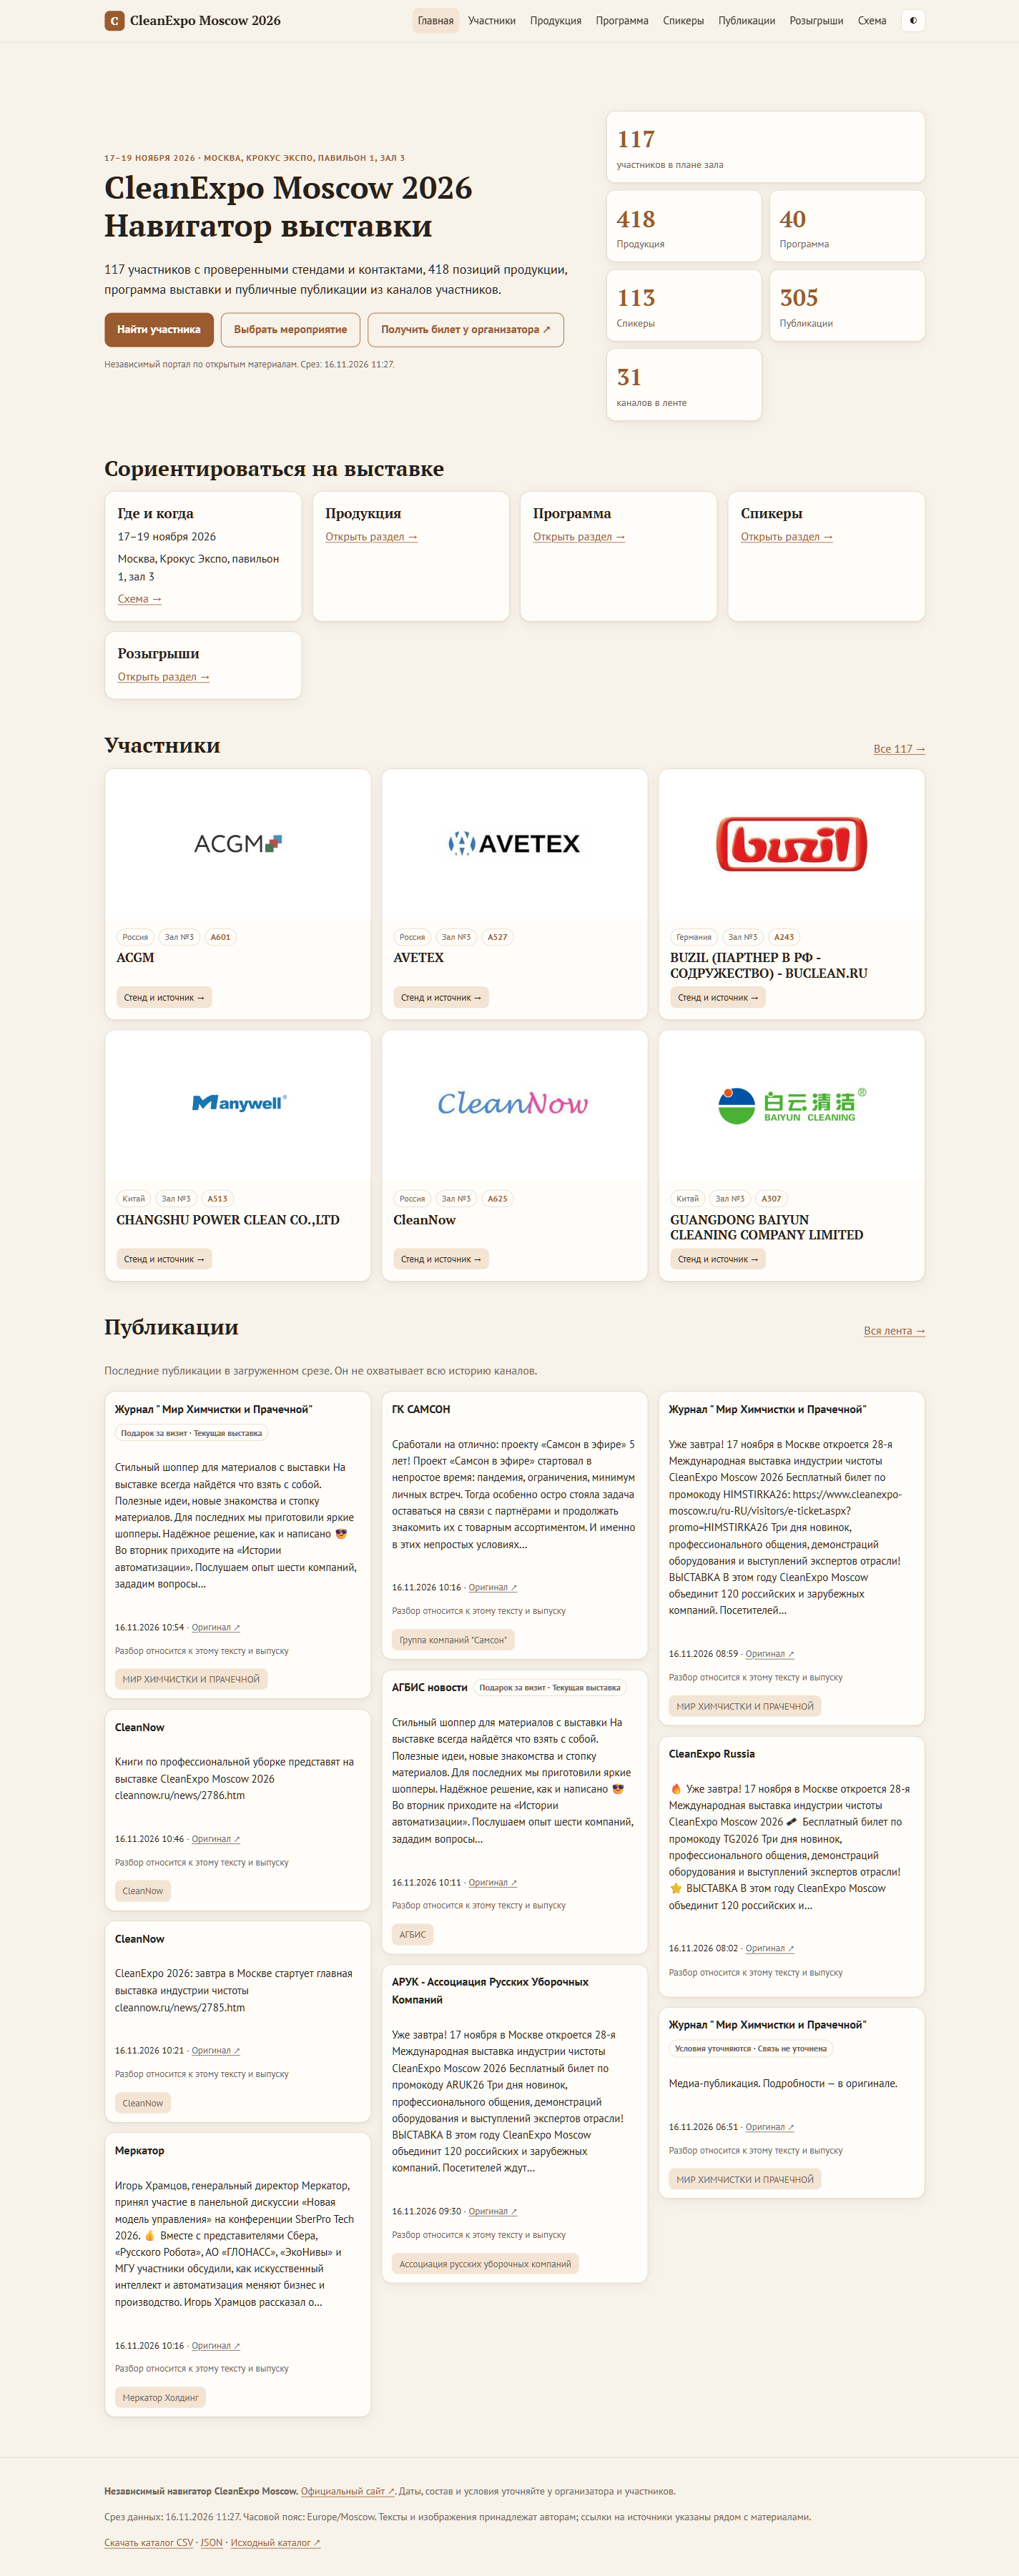 C CleanExpo Moscow 2026
Главная Участники Продукция Программа Спикеры Публикации Розыгрыши Схема
17–19 НОЯБРЯ 2026 · МОСКВА, КРОКУС ЭКСПО, ПАВИЛЬОН 1, ЗАЛ 3
CleanExpo Moscow 2026
Навигатор выставки
117 участников с проверенными стендами и контактами, 418 позиций продукции,
программа выставки и публичные публикации из каналов участников.
Найти участника Выбрать мероприятие Получить билет у организатора ↗
Независимый портал по открытым материалам. Срез: 16.11.2026 11:27.
117
участников в плане зала
418
Продукция
40
Программа
113
Спикеры
305
Публикации
31
каналов в ленте
Сориентироваться на выставке
Где и когда
17–19 ноября 2026
Москва, Крокус Экспо, павильон
1, зал 3
Схема →
Продукция
Открыть раздел →
Программа
Открыть раздел →
Спикеры
Открыть раздел →
Розыгрыши
Открыть раздел →
Участники
Все 117 →
ACGM
Россия Зал №3 A601
ACGM
Стенд и источник →
AVETEX
Россия Зал №3 A527
AVETEX
Стенд и источник →
buzil
Германия Зал №3 A243
BUZIL (ПАРТНЕР В РФ -
СОДРУЖЕСТВО) - BUCLEAN.RU
Стенд и источник →
Manywell®
Китай Зал №3 A513
CHANGSHU POWER CLEAN CO.,LTD
Стенд и источник →
CleanNow
Россия Зал №3 A625
CleanNow
Стенд и источник →
白云清洁®
BAIYUN CLEANING
Китай Зал №3 A307
GUANGDONG BAIYUN
CLEANING COMPANY LIMITED
Стенд и источник →
Публикации
Вся лента →
Последние публикации в загруженном срезе. Он не охватывает всю историю каналов.
Журнал " Мир Химчистки и Прачечной"
Подарок за визит · Текущая выставка
Стильный шоппер для материалов с выставки На
выставке всегда найдётся что взять с собой.
Полезные идеи, новые знакомства и стопку
материалов. Для последних мы приготовили яркие
шопперы. Надёжное решение, как и написано 😎
Во вторник приходите на «Истории
автоматизации». Послушаем опыт шести компаний,
зададим вопросы…
16.11.2026 10:54 · Оригинал ↗
Разбор относится к этому тексту и выпуску
МИР ХИМЧИСТКИ И ПРАЧЕЧНОЙ
CleanNow
Книги по профессиональной уборке представят на
выставке CleanExpo Moscow 2026
cleannow.ru/news/2786.htm
16.11.2026 10:46 · Оригинал ↗
Разбор относится к этому тексту и выпуску
CleanNow
CleanNow
CleanExpo 2026: завтра в Москве стартует главная
выставка индустрии чистоты
cleannow.ru/news/2785.htm
16.11.2026 10:21 · Оригинал ↗
Разбор относится к этому тексту и выпуску
CleanNow
Меркатор
Игорь Храмцов, генеральный директор Меркатор,
принял участие в панельной дискуссии «Новая
модель управления» на конференции SberPro Tech
2026. 👍 Вместе с представителями Сбера,
«Русского Робота», АО «ГЛОНАСС», «ЭкоНивы» и
МГУ участники обсудили, как искусственный
интеллект и автоматизация меняют бизнес и
производство. Игорь Храмцов рассказал о…
16.11.2026 10:16 · Оригинал ↗
Разбор относится к этому тексту и выпуску
Меркатор Холдинг
ГК САМСОН
Сработали на отлично: проекту «Самсон в эфире» 5
лет! Проект «Самсон в эфире» стартовал в
непростое время: пандемия, ограничения, минимум
личных встреч. Тогда особенно остро стояла задача
оставаться на связи с партнёрами и продолжать
знакомить их с товарным ассортиментом. И именно
в этих непростых условиях…
16.11.2026 10:16 · Оригинал ↗
Разбор относится к этому тексту и выпуску
Группа компаний "Самсон"
АГБИС новости Подарок за визит · Текущая выставка
Стильный шоппер для материалов с выставки На
выставке всегда найдётся что взять с собой.
Полезные идеи, новые знакомства и стопку
материалов. Для последних мы приготовили яркие
шопперы. Надёжное решение, как и написано 😎
Во вторник приходите на «Истории
автоматизации». Послушаем опыт шести компаний,
зададим вопросы…
16.11.2026 10:11 · Оригинал ↗
Разбор относится к этому тексту и выпуску
АГБИС
АРУК - Ассоциация Русских Уборочных
Компаний
Уже завтра! 17 ноября в Москве откроется 28-я
Международная выставка индустрии чистоты
CleanExpo Moscow 2026 Бесплатный билет по
промокоду ARUK26 Три дня новинок,
профессионального общения, демонстраций
оборудования и выступлений экспертов отрасли!
ВЫСТАВКА В этом году CleanExpo Moscow
объединит 120 российских и зарубежных
компаний. Посетителей ждут…
16.11.2026 09:30 · Оригинал ↗
Разбор относится к этому тексту и выпуску
Ассоциация русских уборочных компаний
Журнал " Мир Химчистки и Прачечной"
Уже завтра! 17 ноября в Москве откроется 28-я
Международная выставка индустрии чистоты
CleanExpo Moscow 2026 Бесплатный билет по
промокоду HIMSTIRKA26: https://www.cleanexpo-
moscow.ru/ru-RU/visitors/e-ticket.aspx?
promo=HIMSTIRKA26 Три дня новинок,
профессионального общения, демонстраций
оборудования и выступлений экспертов отрасли!
ВЫСТАВКА В этом году CleanExpo Moscow
объединит 120 российских и зарубежных
компаний. Посетителей…
16.11.2026 08:59 · Оригинал ↗
Разбор относится к этому тексту и выпуску
МИР ХИМЧИСТКИ И ПРАЧЕЧНОЙ
CleanExpo Russia
🔥 Уже завтра! 17 ноября в Москве откроется 28-я
Международная выставка индустрии чистоты
CleanExpo Moscow 2026 Бесплатный билет по
промокоду TG2026 Три дня новинок,
профессионального общения, демонстраций
оборудования и выступлений экспертов отрасли!
⭐ ВЫСТАВКА В этом году CleanExpo Moscow
объединит 120 российских и…
16.11.2026 08:02 · Оригинал ↗
Разбор относится к этому тексту и выпуску
Журнал " Мир Химчистки и Прачечной"
Условия уточняются · Связь не уточнена
Медиа-публикация. Подробности — в оригинале.
16.11.2026 06:51 · Оригинал ↗
Разбор относится к этому тексту и выпуску
МИР ХИМЧИСТКИ И ПРАЧЕЧНОЙ
Независимый навигатор CleanExpo Moscow. Официальный сайт ↗. Даты, состав и условия уточняйте у организатора и участников.
Срез данных: 16.11.2026 11:27. Часовой пояс: Europe/Moscow. Тексты и изображения принадлежат авторам; ссылки на источники указаны рядом с материалами.
Скачать каталог CSV · JSON · Исходный каталог ↗